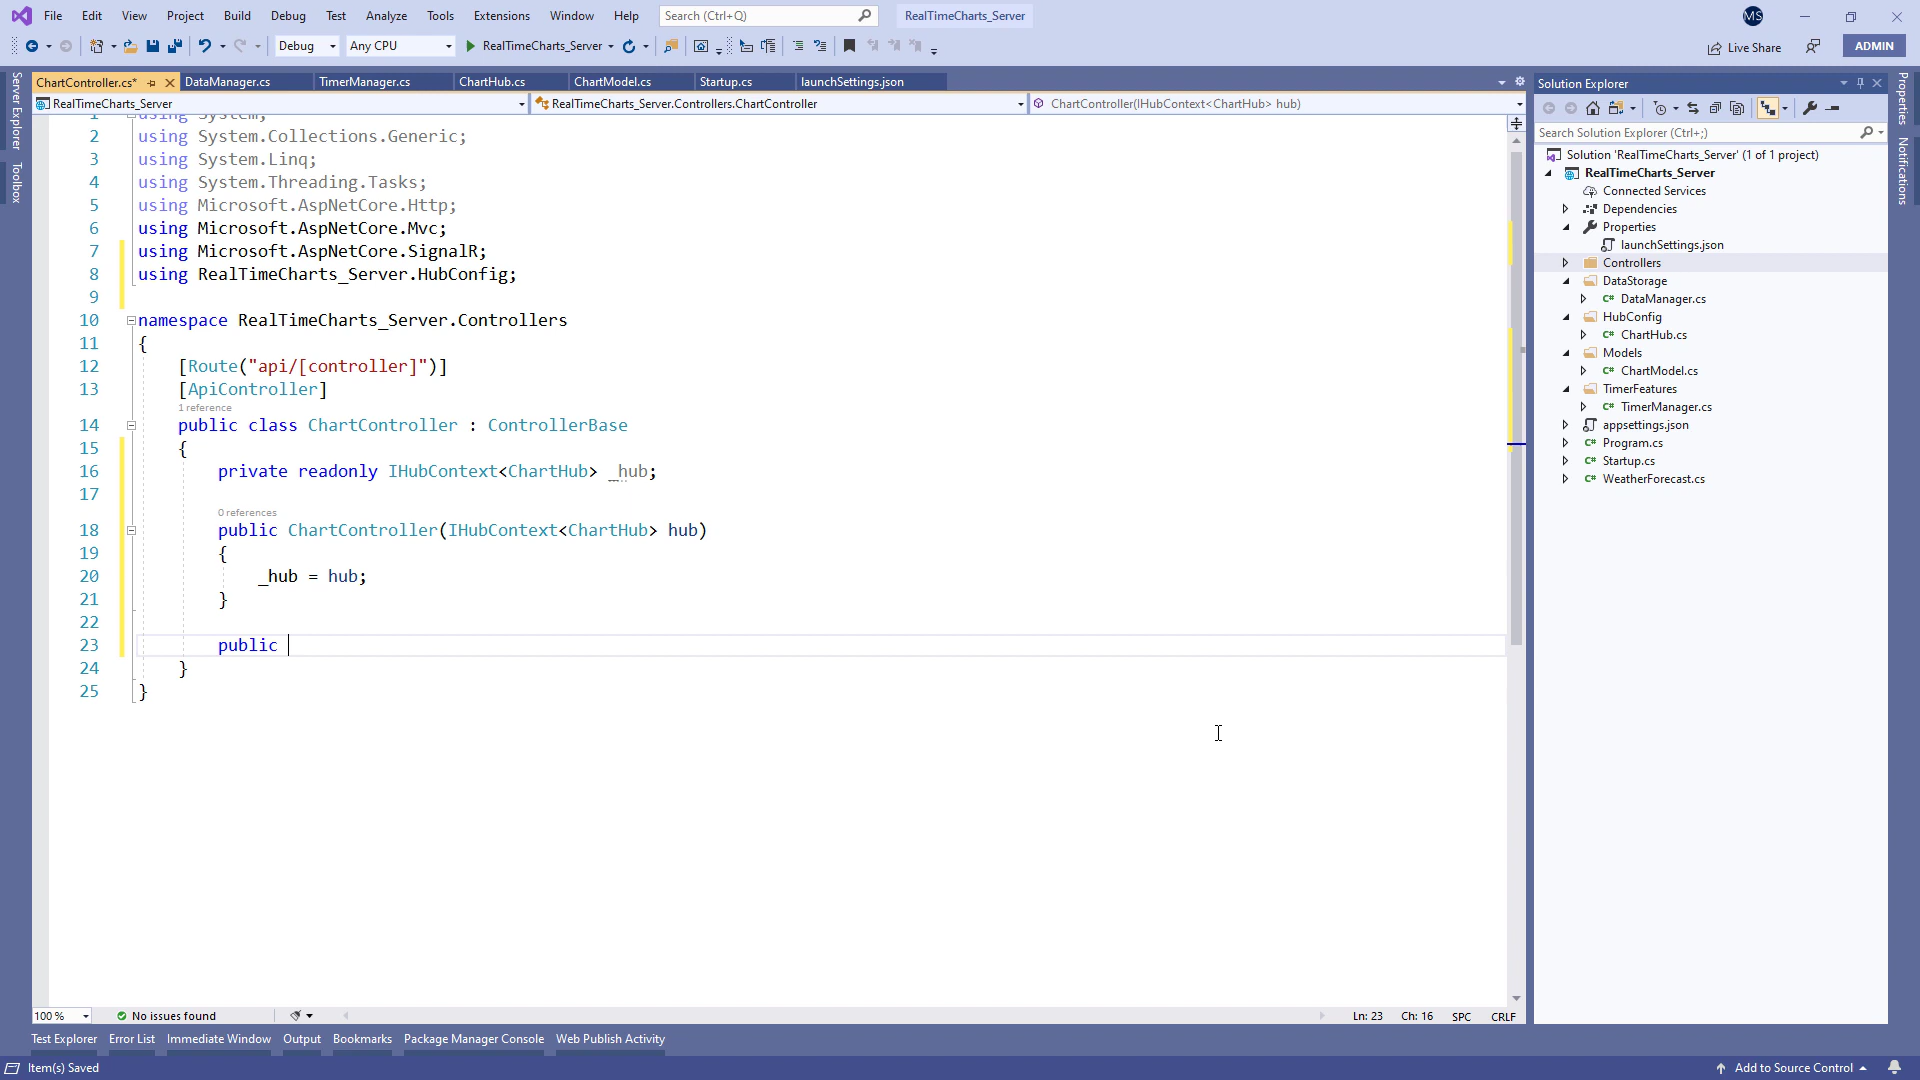 File Edit View Project Build Debug Test Analyze Tools Extensions Window Help Search (Ctrl+Q) RealTimeCharts_Server MS
Debug Any CPU RealTimeCharts_Server Live Share ADMIN
Server Explorer
Toolbox
ChartController.cs* DataManager.cs TimerManager.cs ChartHub.cs ChartModel.cs Startup.cs launchSettings.json
RealTimeCharts_Server RealTimeCharts_Server.Controllers.ChartController ChartController(IHubContext<ChartHub> hub)
1 using System;
2 using System.Collections.Generic;
3 using System.Linq;
4 using System.Threading.Tasks;
5 using Microsoft.AspNetCore.Http;
6 using Microsoft.AspNetCore.Mvc;
7 using Microsoft.AspNetCore.SignalR;
8 using RealTimeCharts_Server.HubConfig;
9
10 namespace RealTimeCharts_Server.Controllers
11 {
12 [Route("api/[controller]")]
13 [ApiController]
1 reference
14 public class ChartController : ControllerBase
15 {
16 private readonly IHubContext<ChartHub> _hub;
17
0 references
18 public ChartController(IHubContext<ChartHub> hub)
19 {
20 _hub = hub;
21 }
22
23 public
24 }
25 }
100 % No issues found Ln: 23 Ch: 16 SPC CRLF
Test Explorer Error List Immediate Window Output Bookmarks Package Manager Console Web Publish Activity
Item(s) Saved Add to Source Control
Solution Explorer
Search Solution Explorer (Ctrl+;)
Solution 'RealTimeCharts_Server' (1 of 1 project)
RealTimeCharts_Server
Connected Services
Dependencies
Properties
launchSettings.json
Controllers
DataStorage
C# DataManager.cs
HubConfig
C# ChartHub.cs
Models
C# ChartModel.cs
TimerFeatures
C# TimerManager.cs
appsettings.json
C# Program.cs
C# Startup.cs
C# WeatherForecast.cs
Properties
Notifications